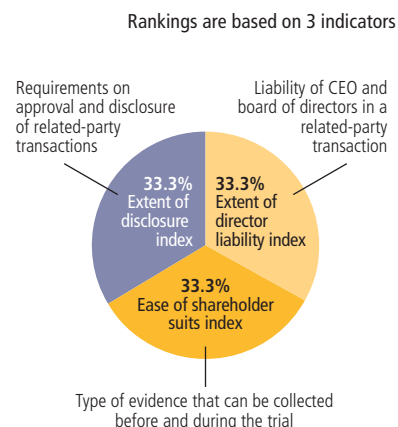 Rankings are based on 3 indicators
Requirements on
approval and disclosure
of related-party
transactions
Liability of CEO and
board of directors in a
related-party
transaction
33.3%
Extent of
disclosure
index
33.3%
Extent of
director
liability index
33.3%
Ease of shareholder
suits index
Type of evidence that can be collected
before and during the trial